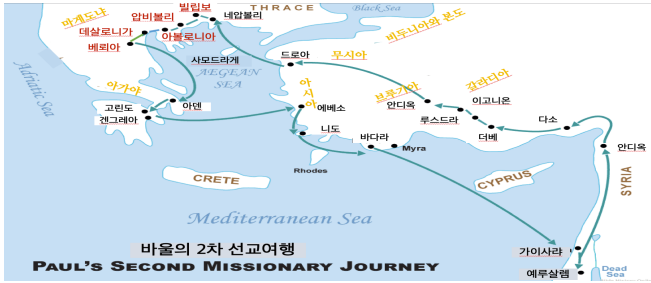 THRACE
Black Sea
마게도냐
빌립보
암비볼리
네압볼리
데살로니가
아볼로니아
베뢰아
사모드라게
드로아
무시아
비두니아와 본도
Adriatic Sea
AEGEAN
SEA
아가야
아시아
브루기아
갈라디아
고린도
아덴
겐그레아
에베소
안디옥
이고니온
루스드라
더베
다소
안디옥
니도
바다라
Myra
Rhodes
CRETE
CYPRUS
SYRIA
Mediterranean Sea
바울의 2차 선교여행
가이사랴
PAUL'S SECOND MISSIONARY JOURNEY
예루살렘
Dead
Sea